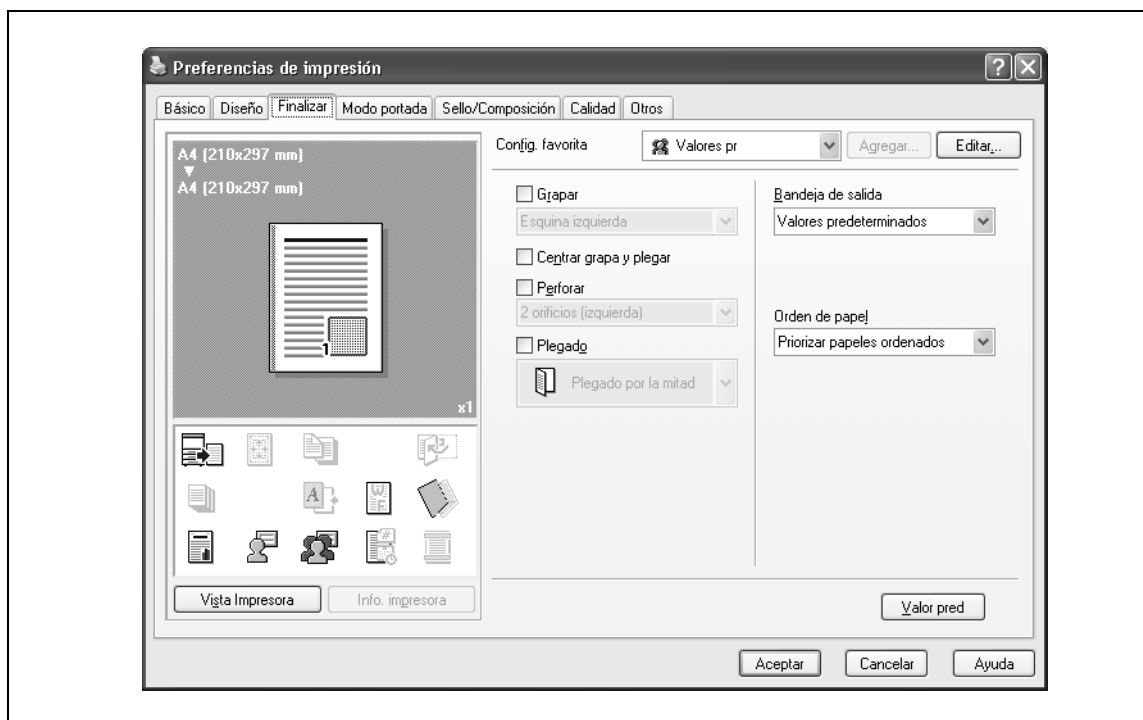 Preferencias de impresión
Básico Diseño Finalizar Modo portada Sello/Composición Calidad Otros
A4 (210x297 mm)
A4 (210x297 mm)
1
x1
Vista Impresora
Info. impresora
Config. favorita
Valores pr
Agregar...
Editar...
Grapar
Esquina izquierda
Centrar grapa y plegar
Perforar
2 orificios (izquierda)
Plegado
Plegado por la mitad
Bandeja de salida
Valores predeterminados
Orden de papel
Priorizar papeles ordenados
Valor pred
Aceptar
Cancelar
Ayuda